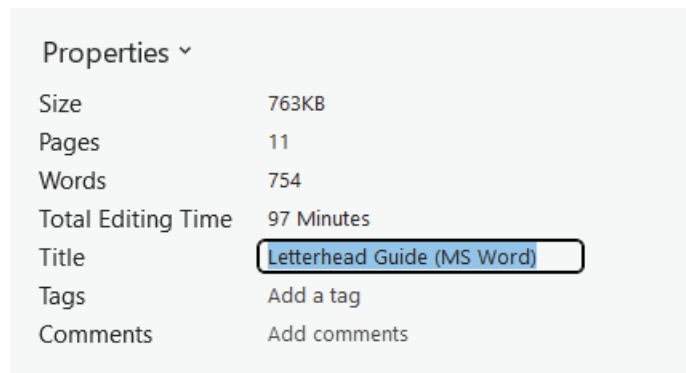 Properties
Size 763KB
Pages 11
Words 754
Total Editing Time 97 Minutes
Title Letterhead Guide (MS Word)
Tags Add a tag
Comments Add comments